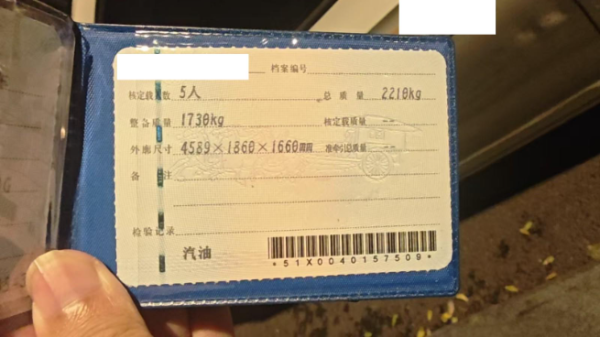 档案编号
核定载人数 5人 总质量 2210kg
整备质量 1730kg 核定载质量 --
外廓尺寸 4589×1860×1660mm 准牵引总质量 --
备注
检验记录
汽油
*51X0040157509*